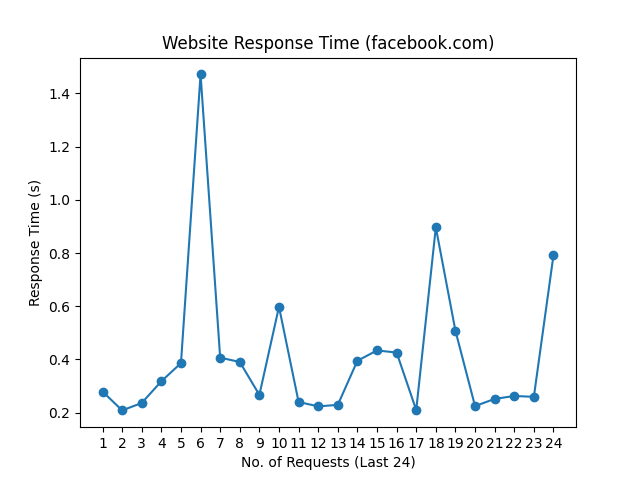 Website Response Time (facebook.com)
Response Time (s)
1.4
1.2
1.0
0.8
0.6
0.4
0.2
1 2 3 4 5 6 7 8 9 10 11 12 13 14 15 16 17 18 19 20 21 22 23 24
No. of Requests (Last 24)